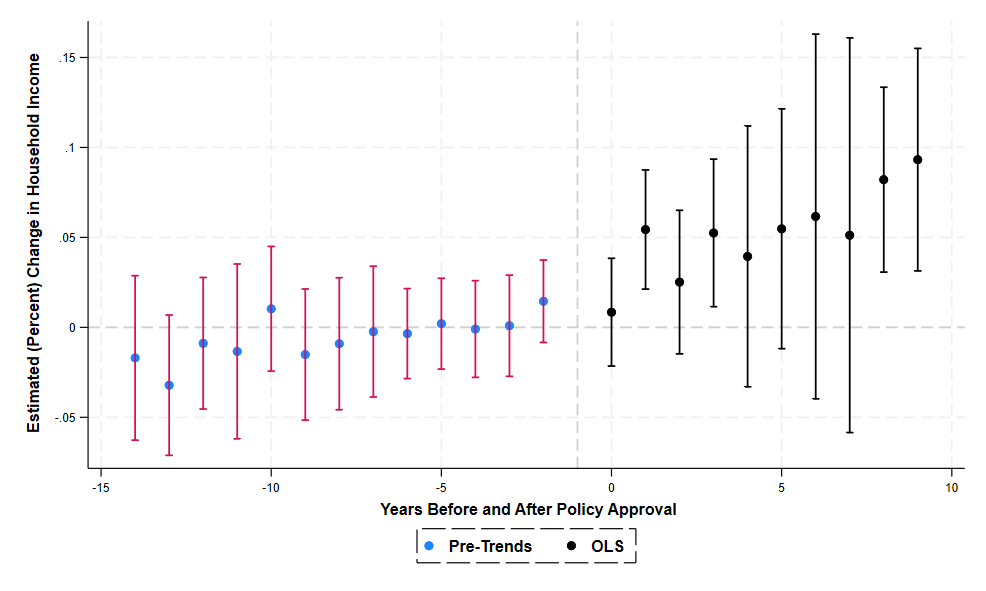 Estimated (Percent) Change in Household Income
.15
.1
.05
0
-.05
-15 -10 -5 0 5 10
Years Before and After Policy Approval
Pre-Trends OLS